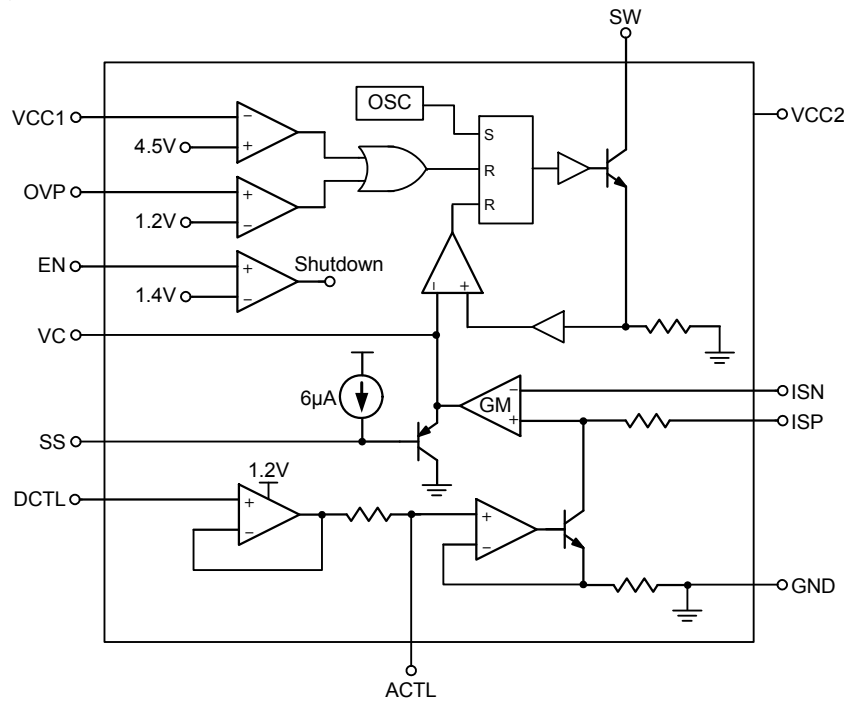 SW
VCC1
−
4.5V
+
OSC
S
R
R
VCC2
OVP
+
1.2V
−
EN
+
1.4V
−
Shutdown
− +
VC
6µA
GM
−
+
ISN
ISP
SS
1.2V
DCTL
+
−
+
−
GND
ACTL